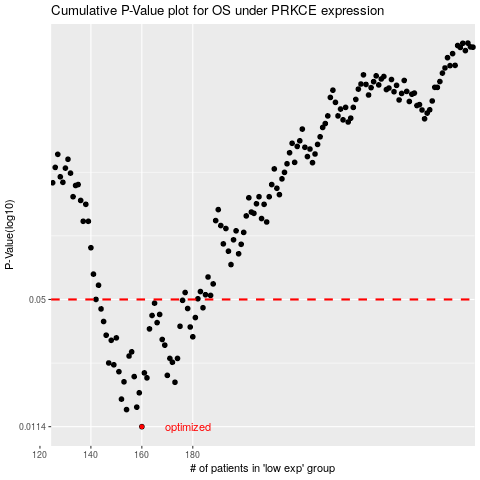 Cumulative P-Value plot for OS under PRKCE expression
P-Value(log10)
0.05
0.0114
optimized
120 140 160 180
# of patients in 'low exp' group